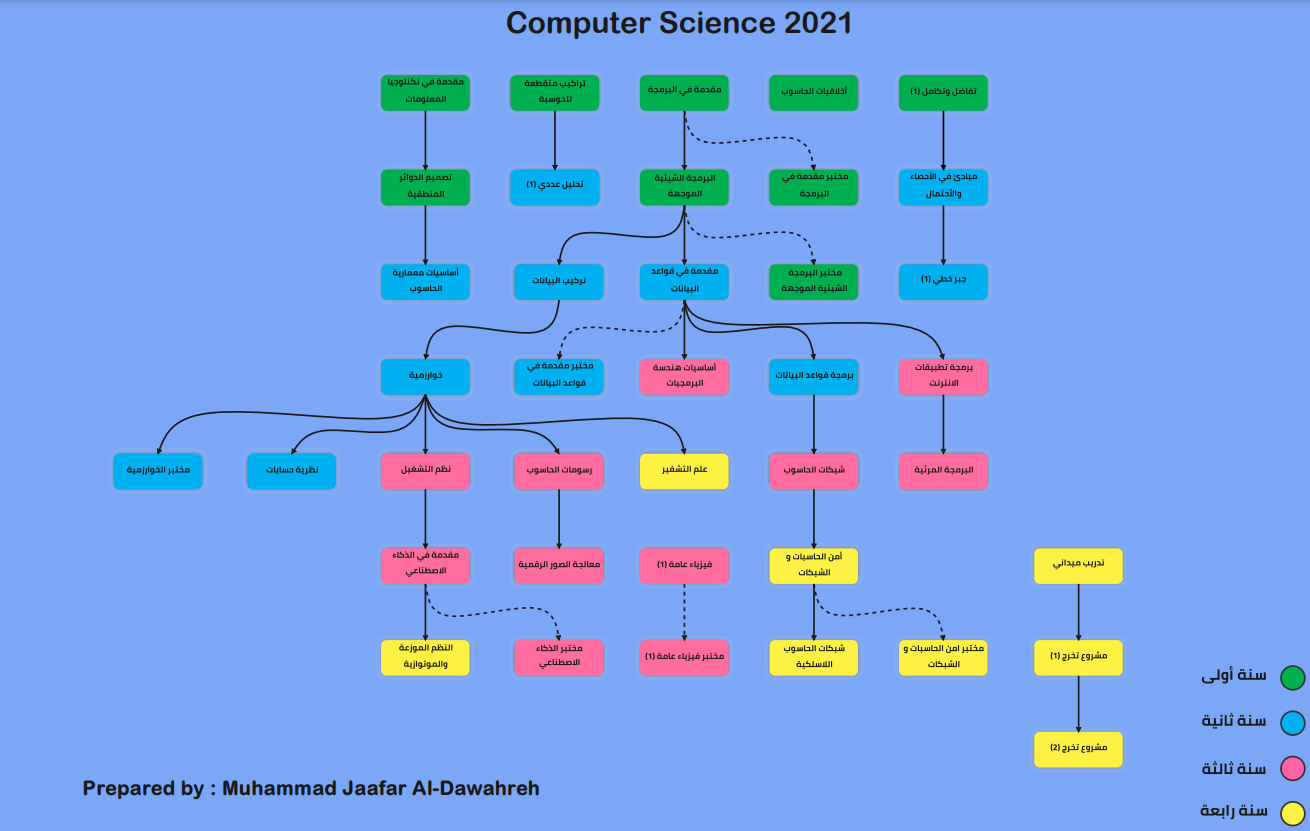 Computer Science 2021
مقدمة في تكنلوجيا
المعلومات
تراكيب متقطعة
للحوسبة
مقدمة في البرمجة
أخلاقيات الحاسوب
تفاضل وتكامل (1)
تصميم الدوائر
المنطقية
تحليل عددي (1)
البرمجة الشيئية
الموجهة
مختبر مقدمة في
البرمجة
مبادئ في الأحصاء
والأحتمال
أساسيات معمارية
الحاسوب
تركيب البيانات
مقدمة في قواعد
البيانات
مختبر البرمجة
الشيئية الموجهة
جبر خطي (1)
خوارزمية
مختبر مقدمة في
قواعد البيانات
أساسيات هندسة
البرمجيات
برمجة قواعد البيانات
برمجة تطبيقات
الانترنت
مختبر الخوارزمية
نظرية حسابات
نظم التشغيل
رسومات الحاسوب
علم التشفير
شبكات الحاسوب
البرمجة المرئية
مقدمة في الذكاء
الاصطناعي
معالجة الصور الرقمية
فيزياء عامة (1)
أمن الحاسبات و
الشبكات
تدريب ميداني
النظم الموزعة
والمتوازية
مختبر الذكاء
الاصطناعي
مختبر فيزياء عامة (1)
شبكات الحاسوب
اللاسلكية
مختبر امن الحاسبات و
الشبكات
مشروع تخرج (1)
مشروع تخرج (2)
سنة أولى
سنة ثانية
سنة ثالثة
سنة رابعة
Prepared by : Muhammad Jaafar Al-Dawahreh